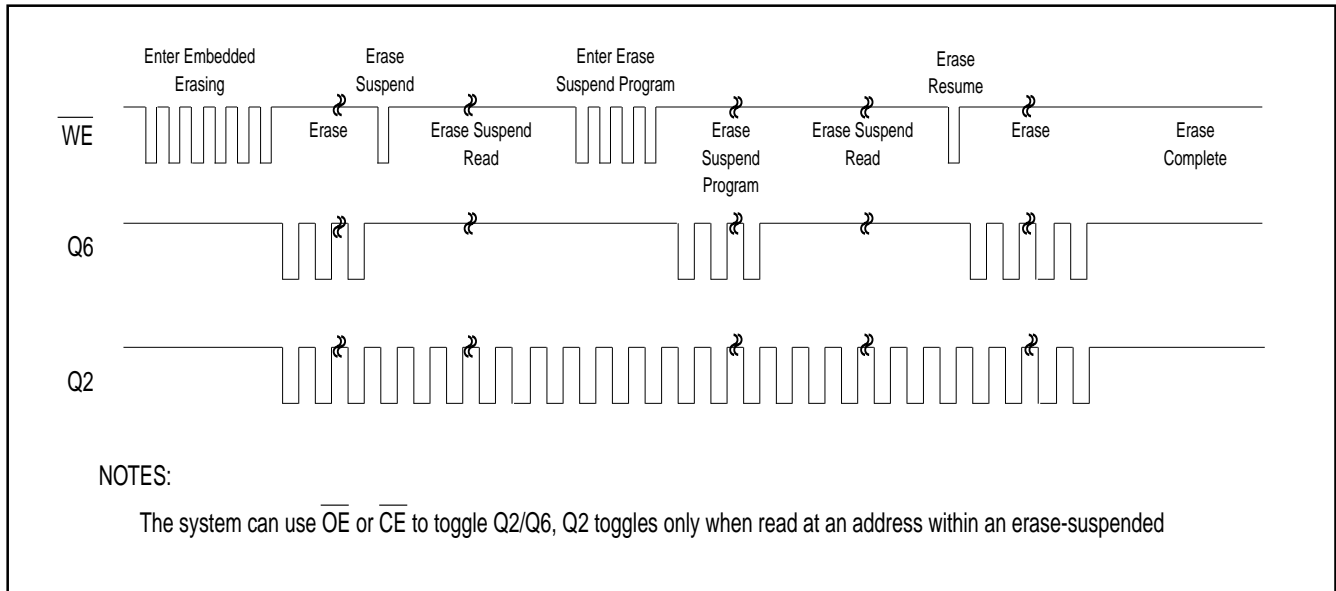 Enter Embedded
Erasing
Erase
Suspend
Enter Erase
Suspend Program
Erase
Resume
WE
Erase
Erase Suspend
Read
Erase
Suspend
Program
Erase Suspend
Read
Erase
Erase
Complete
Q6
Q2
NOTES:
The system can use OE or CE to toggle Q2/Q6, Q2 toggles only when read at an address within an erase-suspended